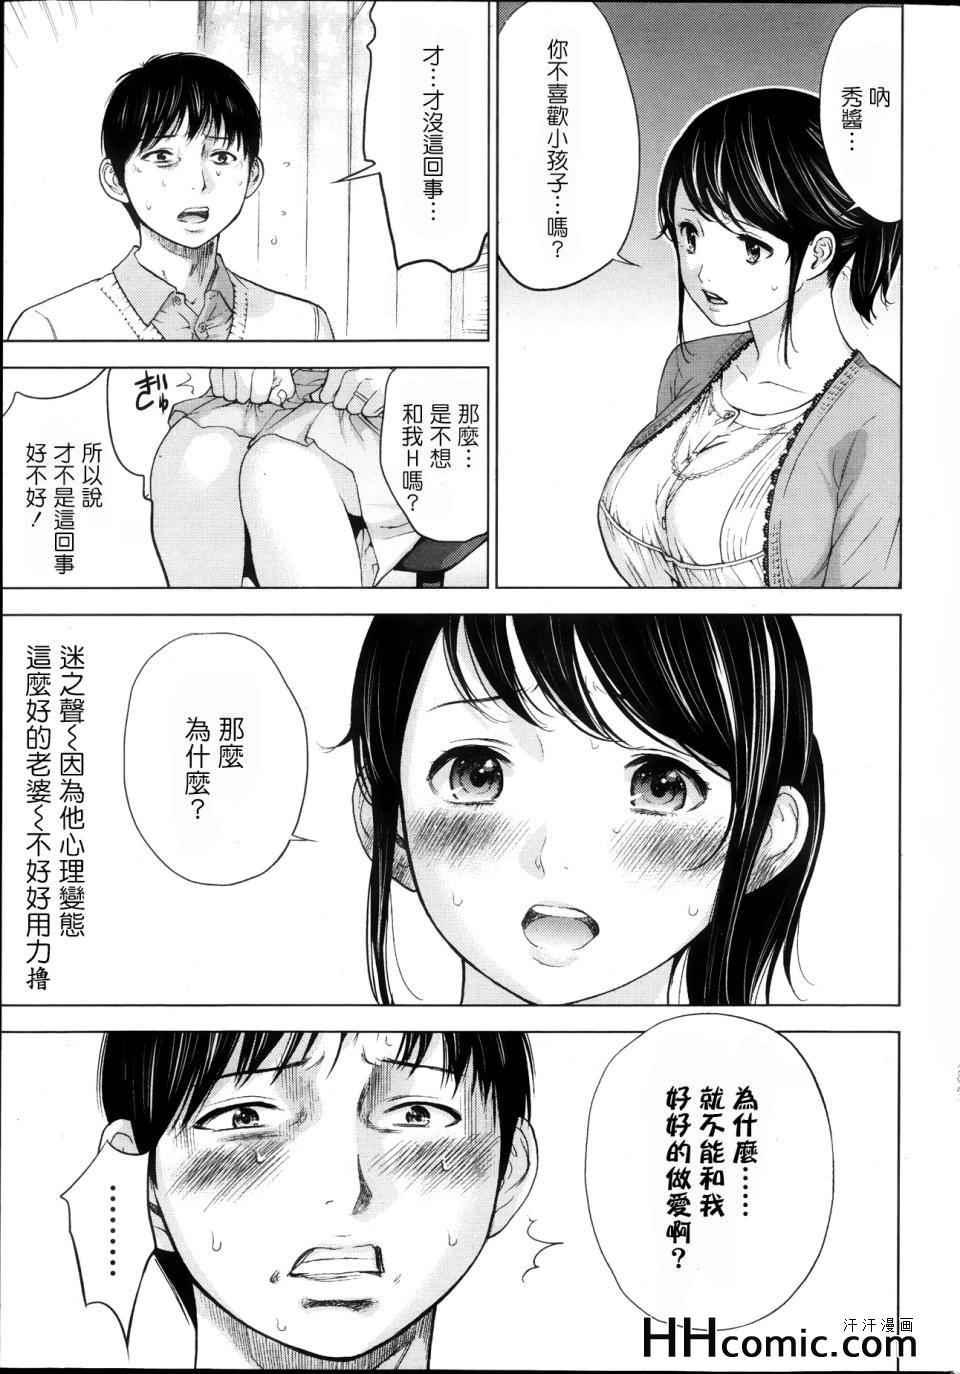 吶
秀醬…
你不喜歡小孩子…嗎？
才…才沒這回事…
那麼…
是不想
和我H嗎？
ぎゅ
所以說
才不是這回事
好不好！
那麼
為什麼？
迷之聲～因為他心理變態
這麼好的老婆～不好好用力擼
為什麼……
就不能和我
好好的做愛啊？
………
汗汗漫画
HHcomic.com